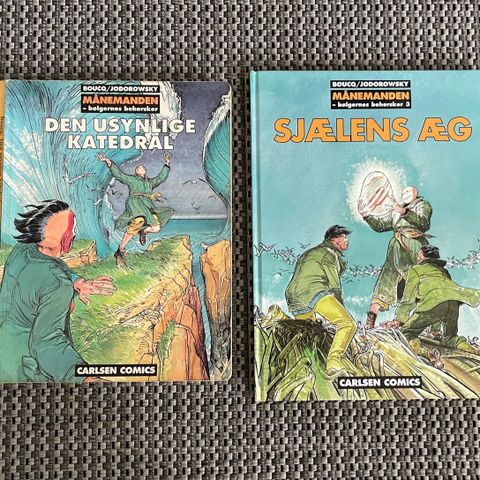 BOUCQ/JODOROWSKY
MÅNEMANDEN
- bølgernes behersker
DEN USYNLIGE
KATEDRAL
CARLSEN COMICS
BOUCQ/JODOROWSKY
MÅNEMANDEN
- bølgernes behersker 3
SJÆLENS ÆG
CARLSEN COMICS